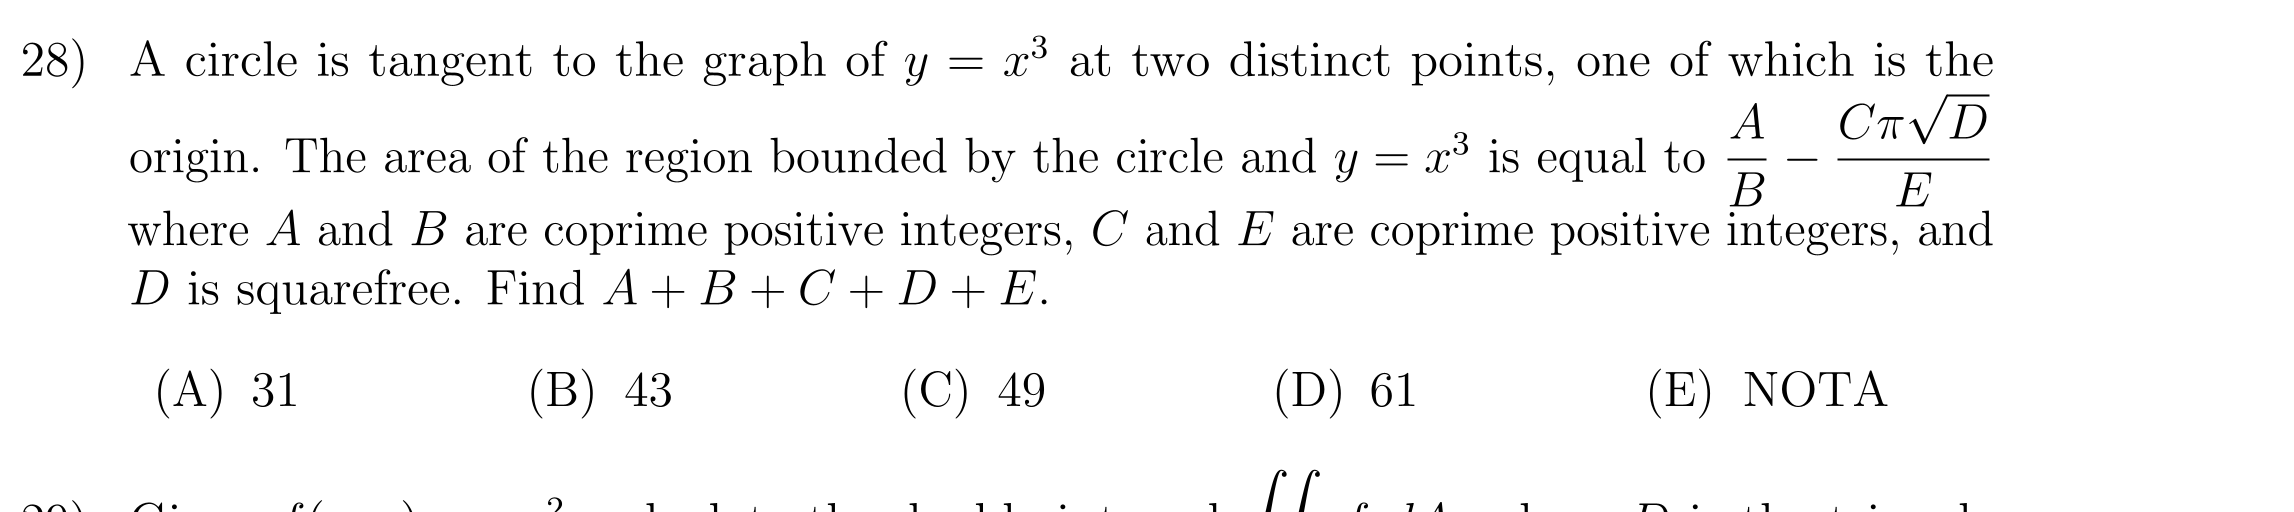 28) A circle is tangent to the graph of y = x³ at two distinct points, one of which is the
origin. The area of the region bounded by the circle and y = x³ is equal to A/B − Cπ√D/E
where A and B are coprime positive integers, C and E are coprime positive integers, and
D is squarefree. Find A + B + C + D + E.
(A) 31 (B) 43 (C) 49 (D) 61 (E) NOTA